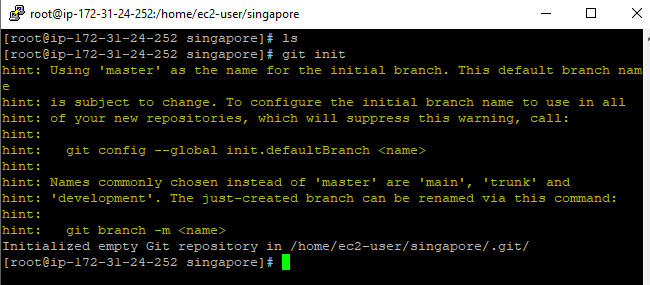 root@ip-172-31-24-252:/home/ec2-user/singapore
[root@ip-172-31-24-252 singapore]# ls
[root@ip-172-31-24-252 singapore]# git init
hint: Using 'master' as the name for the initial branch. This default branch nam
e
hint: is subject to change. To configure the initial branch name to use in all
hint: of your new repositories, which will suppress this warning, call:
hint:
hint:   git config --global init.defaultBranch <name>
hint:
hint: Names commonly chosen instead of 'master' are 'main', 'trunk' and
hint: 'development'. The just-created branch can be renamed via this command:
hint:
hint:   git branch -m <name>
Initialized empty Git repository in /home/ec2-user/singapore/.git/
[root@ip-172-31-24-252 singapore]#